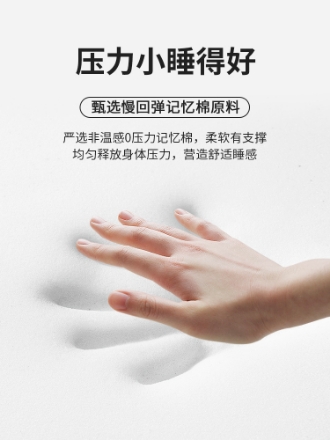 压力小睡得好
甄选慢回弹记忆棉原料
严选非温感0压力记忆棉，柔软有支撑
均匀释放身体压力，营造舒适睡感